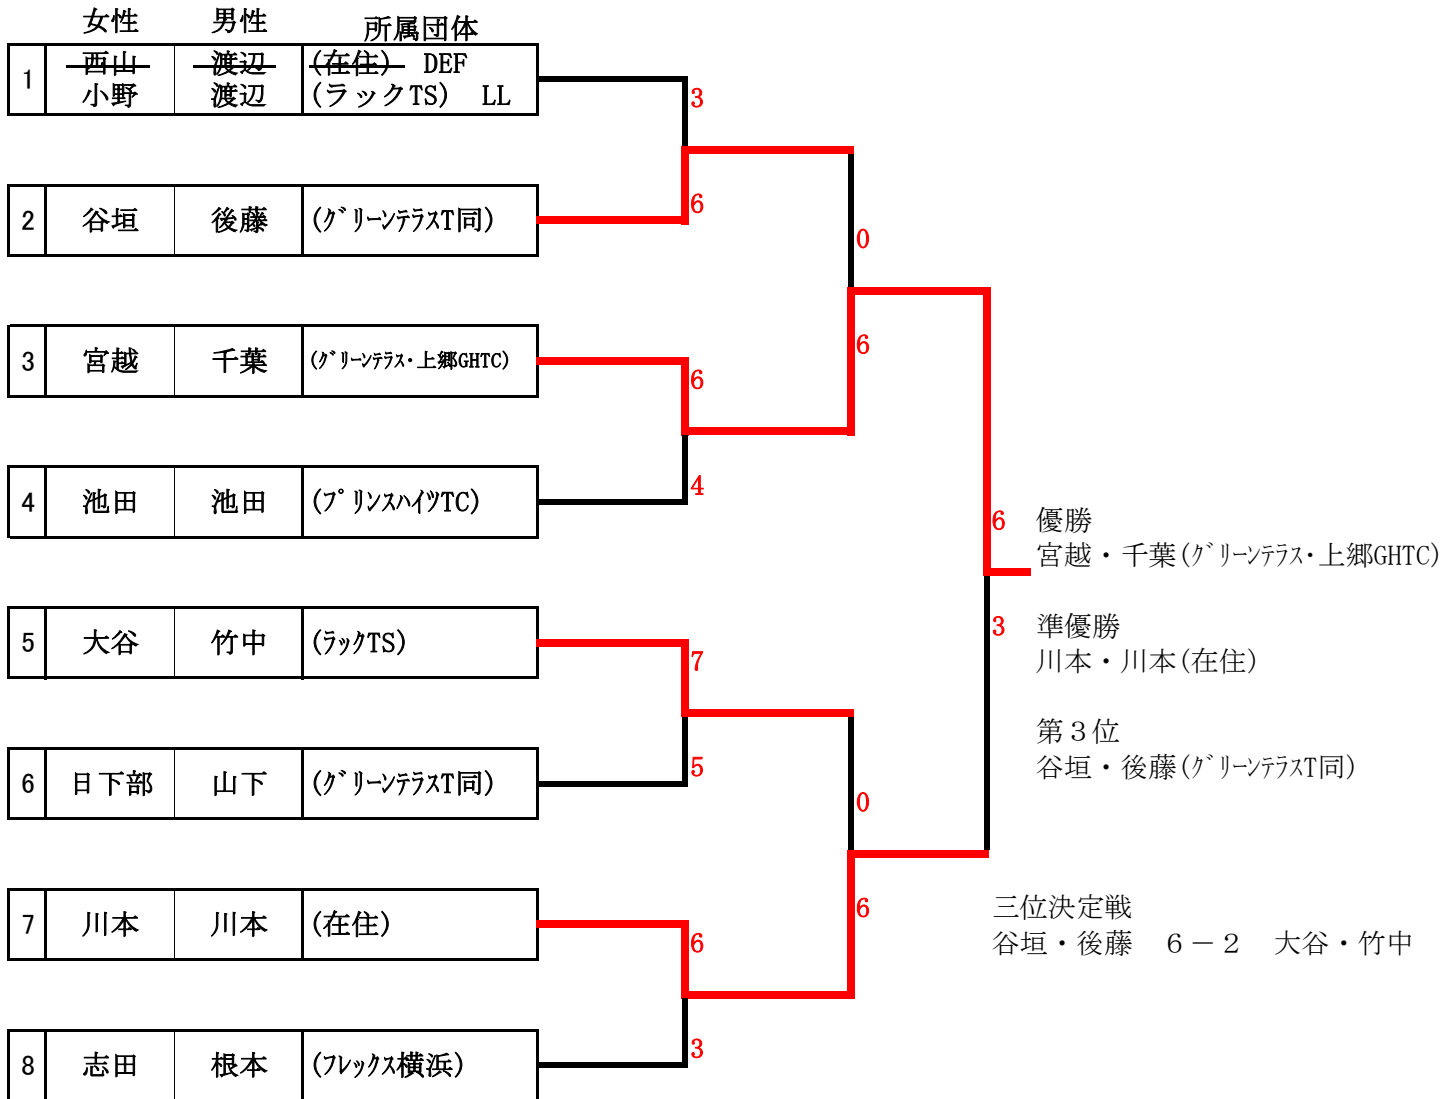 女性 男性 所属団体
1 西山 渡辺 (在住) DEF
小野 渡辺 (ラックTS) LL
3
2 谷垣 後藤 (ｸﾞﾘｰﾝﾃﾗｽT同)
6
0
3 宮越 千葉 (ｸﾞﾘｰﾝﾃﾗｽ・上郷GHTC)
6
6
4 池田 池田 (ﾌﾟﾘﾝｽﾊｲﾂTC)
4
6 優勝
宮越・千葉(ｸﾞﾘｰﾝﾃﾗｽ・上郷GHTC)
3 準優勝
川本・川本(在住)
第３位
谷垣・後藤(ｸﾞﾘｰﾝﾃﾗｽT同)
5 大谷 竹中 (ﾗｯｸTS)
7
6 日下部 山下 (ｸﾞﾘｰﾝﾃﾗｽT同)
5
0
7 川本 川本 (在住)
6
6
8 志田 根本 (ﾌﾚｯｸｽ横浜)
3
三位決定戦
谷垣・後藤　６－２　大谷・竹中